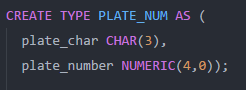 CREATE TYPE PLATE_NUM AS (
plate_char CHAR(3),
plate_number NUMERIC(4,0));